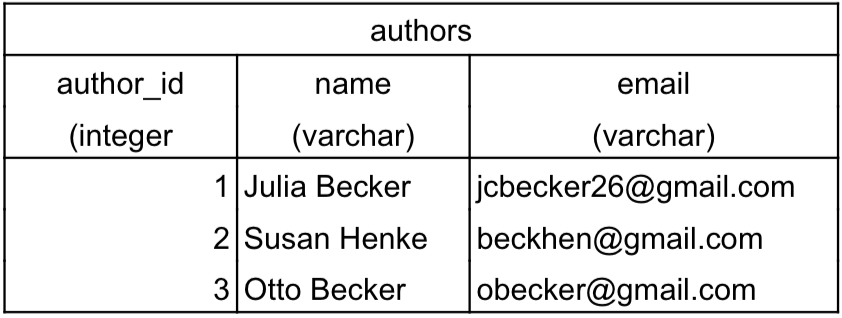 authors
author_id name email
(integer (varchar) (varchar)
1 Julia Becker jcbecker26@gmail.com
2 Susan Henke beckhen@gmail.com
3 Otto Becker obecker@gmail.com